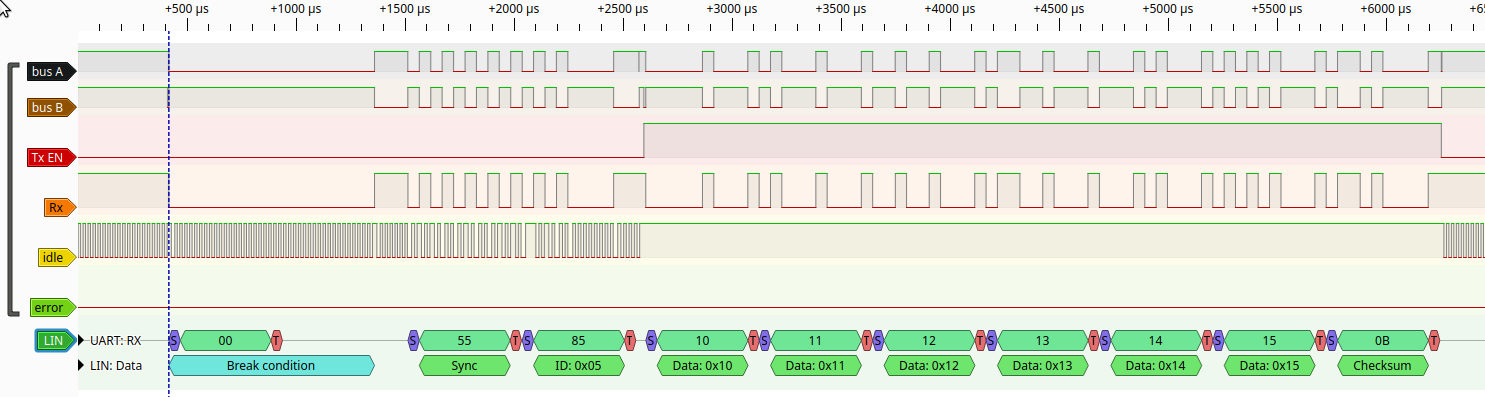 +500 µs +1000 µs +1500 µs +2000 µs +2500 µs +3000 µs +3500 µs +4000 µs +4500 µs +5000 µs +5500 µs +6000 µs +65
bus A
bus B
Tx EN
Rx
idle
error
LIN UART: RX S 00 T S 55 T S 85 T S 10 T S 11 T S 12 T S 13 T S 14 T S 15 T S 0B T
LIN: Data Break condition Sync ID: 0x05 Data: 0x10 Data: 0x11 Data: 0x12 Data: 0x13 Data: 0x14 Data: 0x15 Checksum